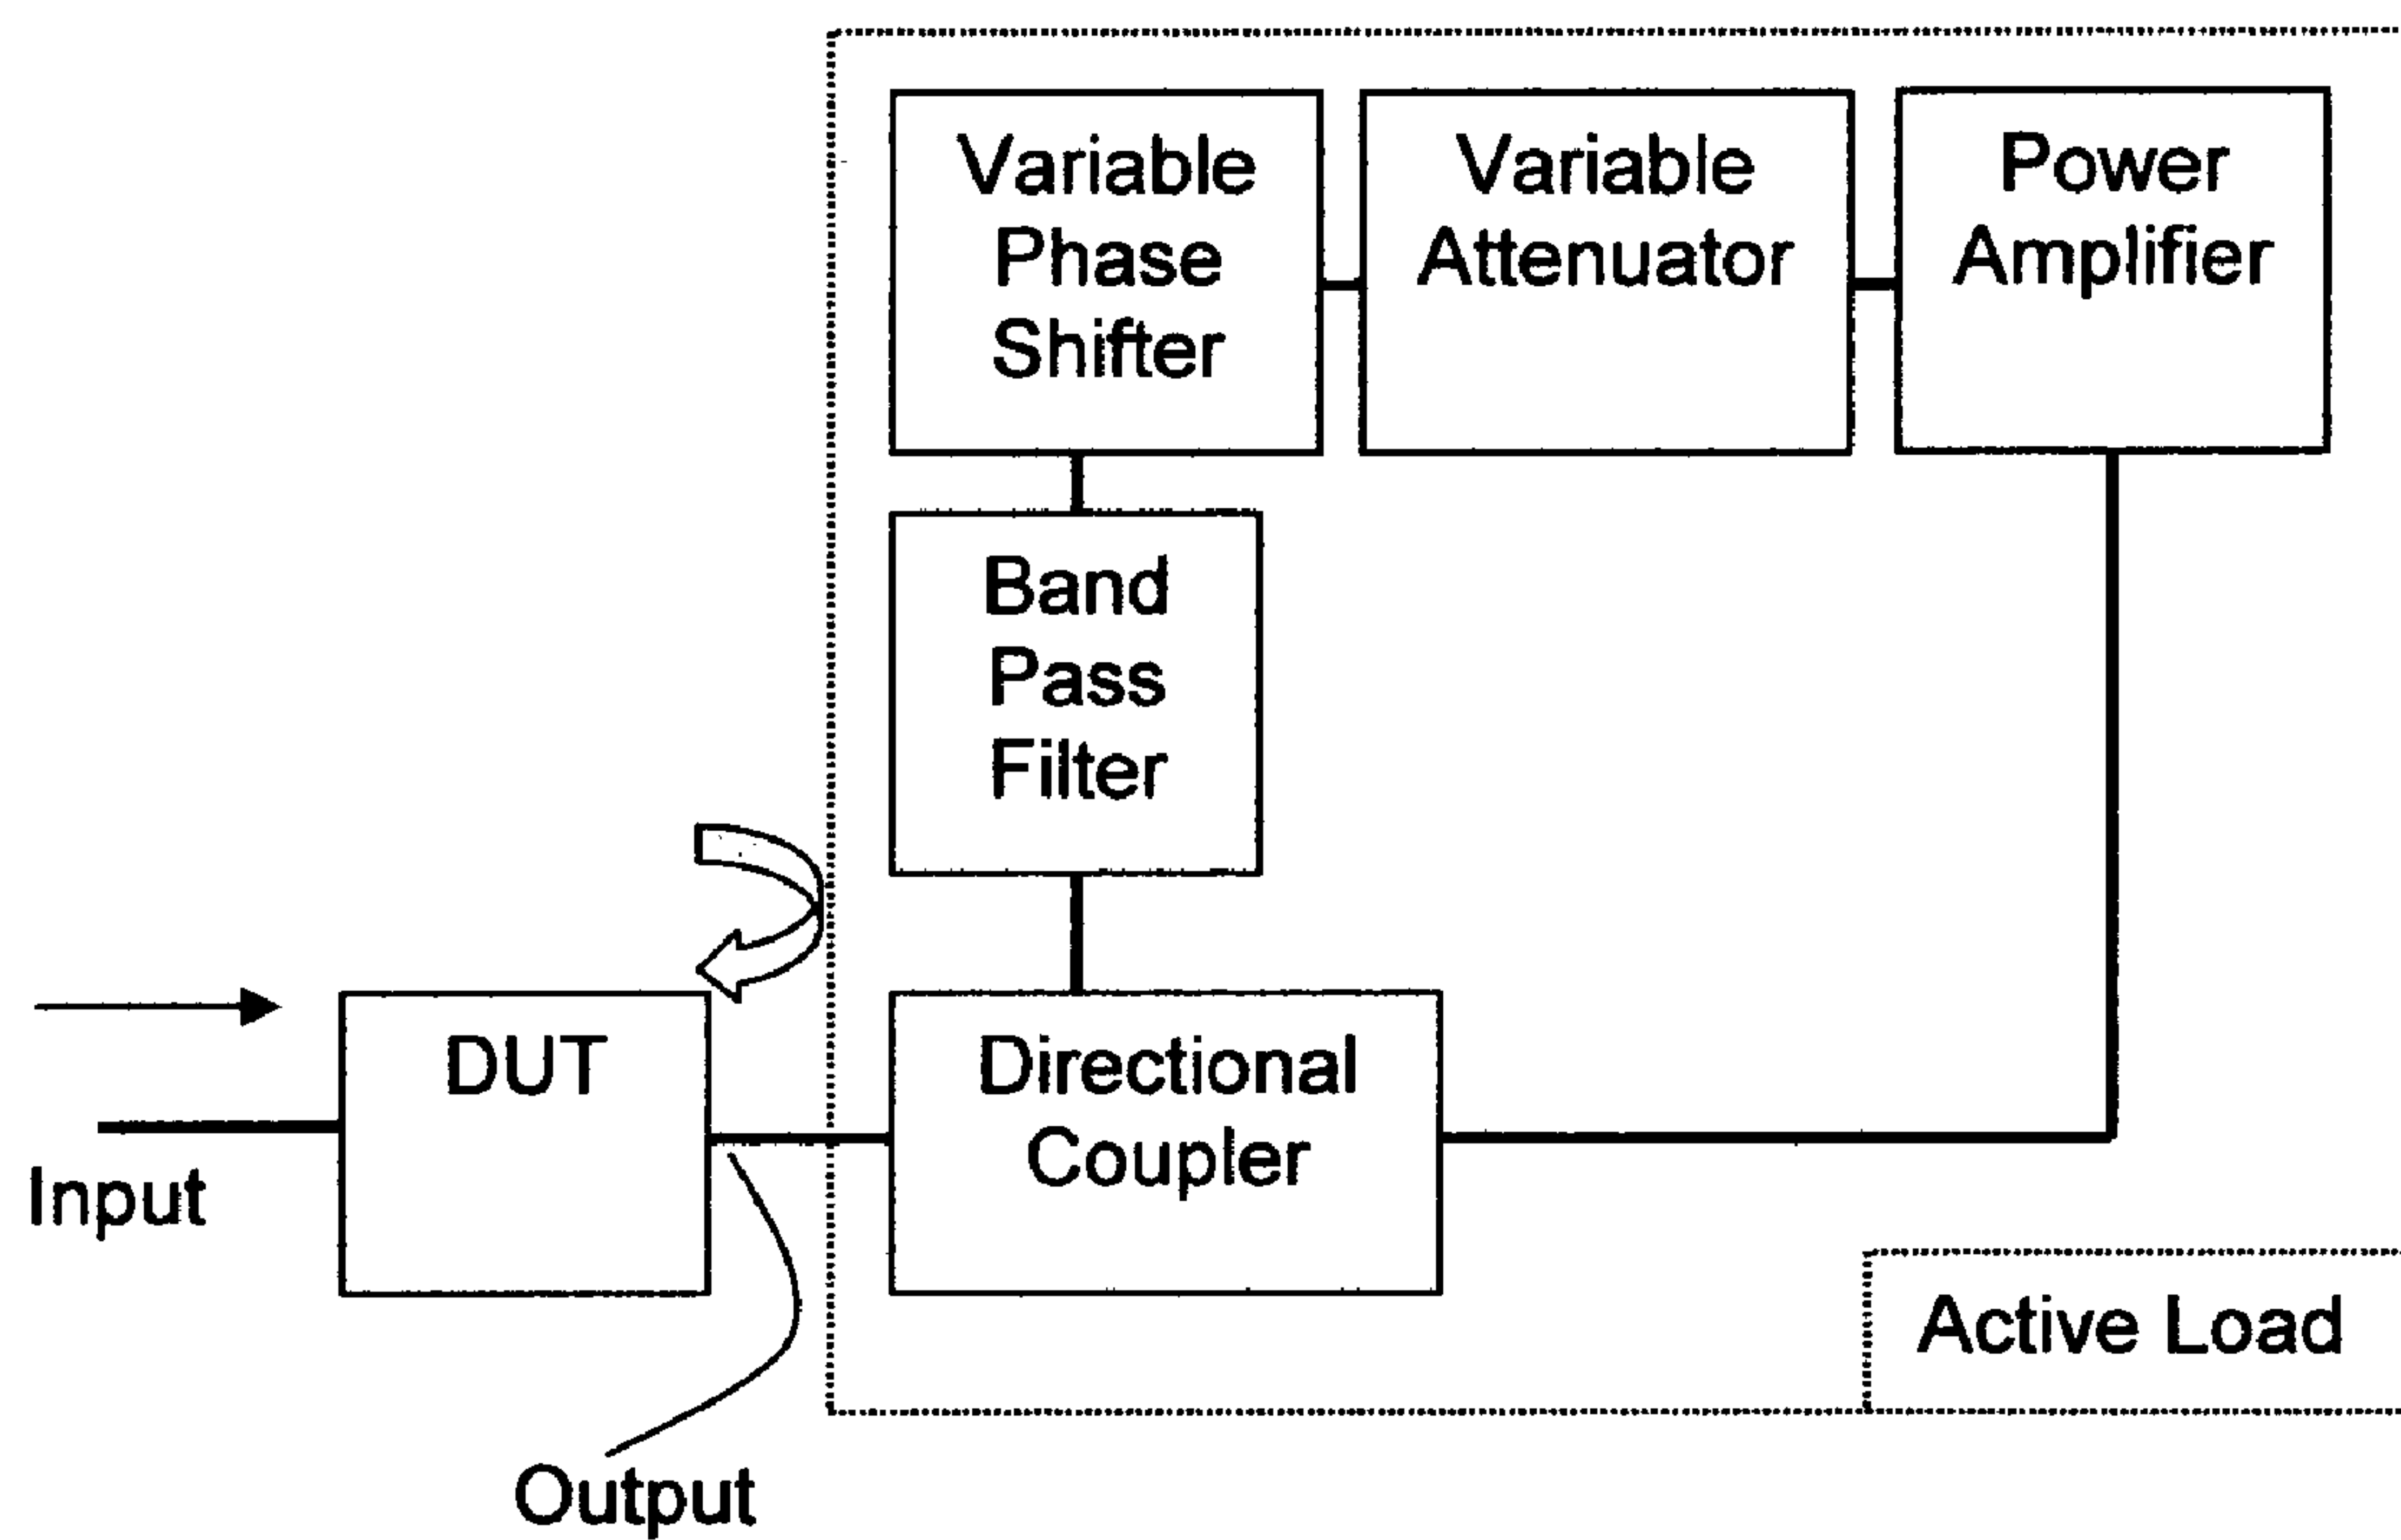 Variable
Phase
Shifter
Variable
Attenuator
Power
Amplifier
Band
Pass
Filter
DUT
Directional
Coupler
Input
Active Load
Output